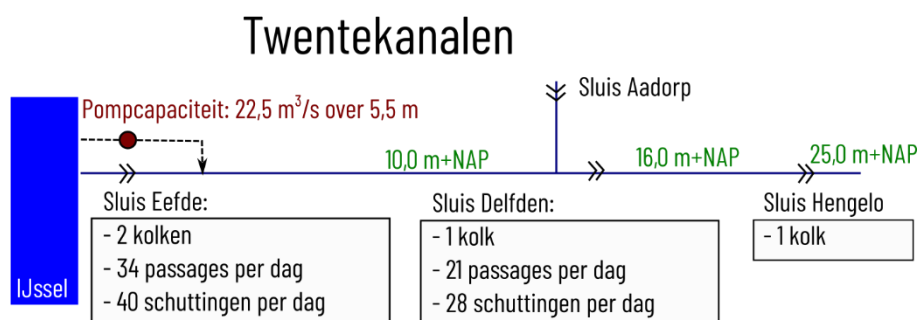 Twentekanalen
Sluis Aadorp
Pompcapaciteit: 22,5 m³/s over 5,5 m
10,0 m+NAP
16,0 m+NAP
25,0 m+NAP
Sluis Eefde:
- 2 kolken
- 34 passages per dag
- 40 schuttingen per dag
Sluis Delfden:
- 1 kolk
- 21 passages per dag
- 28 schuttingen per dag
Sluis Hengelo
- 1 kolk
IJssel